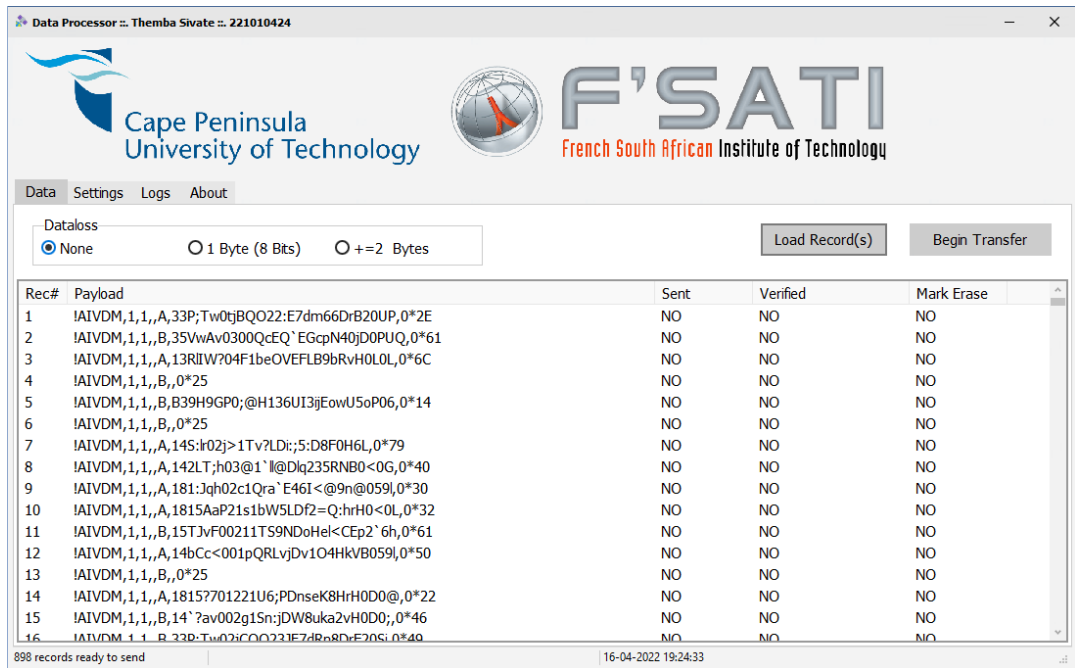 Data Processor ::. Themba Sivate ::. 221010424
Cape Peninsula
University of Technology
F'SATI
French South African Institute of Technology
Data Settings Logs About
Dataloss
None 1 Byte (8 Bits) +=2 Bytes Load Record(s) Begin Transfer
Rec# Payload Sent Verified Mark Erase
1 !AIVDM,1,1,,A,33P;Tw0tjBQO22:E7dm66DrB20UP,0*2E NO NO NO
2 !AIVDM,1,1,,B,35VwAv0300QcEQ`EGcpN40jD0PUQ,0*61 NO NO NO
3 !AIVDM,1,1,,A,13RlIW?04F1beOVEFLB9bRvH0L0L,0*6C NO NO NO
4 !AIVDM,1,1,,B,,0*25 NO NO NO
5 !AIVDM,1,1,,B,B39H9GP0;@H136UI3ijEowU5oP06,0*14 NO NO NO
6 !AIVDM,1,1,,B,,0*25 NO NO NO
7 !AIVDM,1,1,,A,14S:lr02j>1Tv?LDi:;5:D8F0H6L,0*79 NO NO NO
8 !AIVDM,1,1,,A,142LT;h03@1`ll@Dlq235RNB0<0G,0*40 NO NO NO
9 !AIVDM,1,1,,A,181:Jqh02c1Qra`E46I<@9n@059l,0*30 NO NO NO
10 !AIVDM,1,1,,A,1815AaP21s1bW5LDf2=Q:hrH0<0L,0*32 NO NO NO
11 !AIVDM,1,1,,B,15TJvF00211TS9NDoHel<CEp2`6h,0*61 NO NO NO
12 !AIVDM,1,1,,A,14bCc<001pQRLvjDv1O4HkVB059l,0*50 NO NO NO
13 !AIVDM,1,1,,B,,0*25 NO NO NO
14 !AIVDM,1,1,,A,1815?701221U6;PDnseK8HrH0D0@,0*22 NO NO NO
15 !AIVDM,1,1,,B,14`?av002g1Sn:jDW8uka2vH0D0;,0*46 NO NO NO
16 NO NO NO
898 records ready to send 16-04-2022 19:24:33